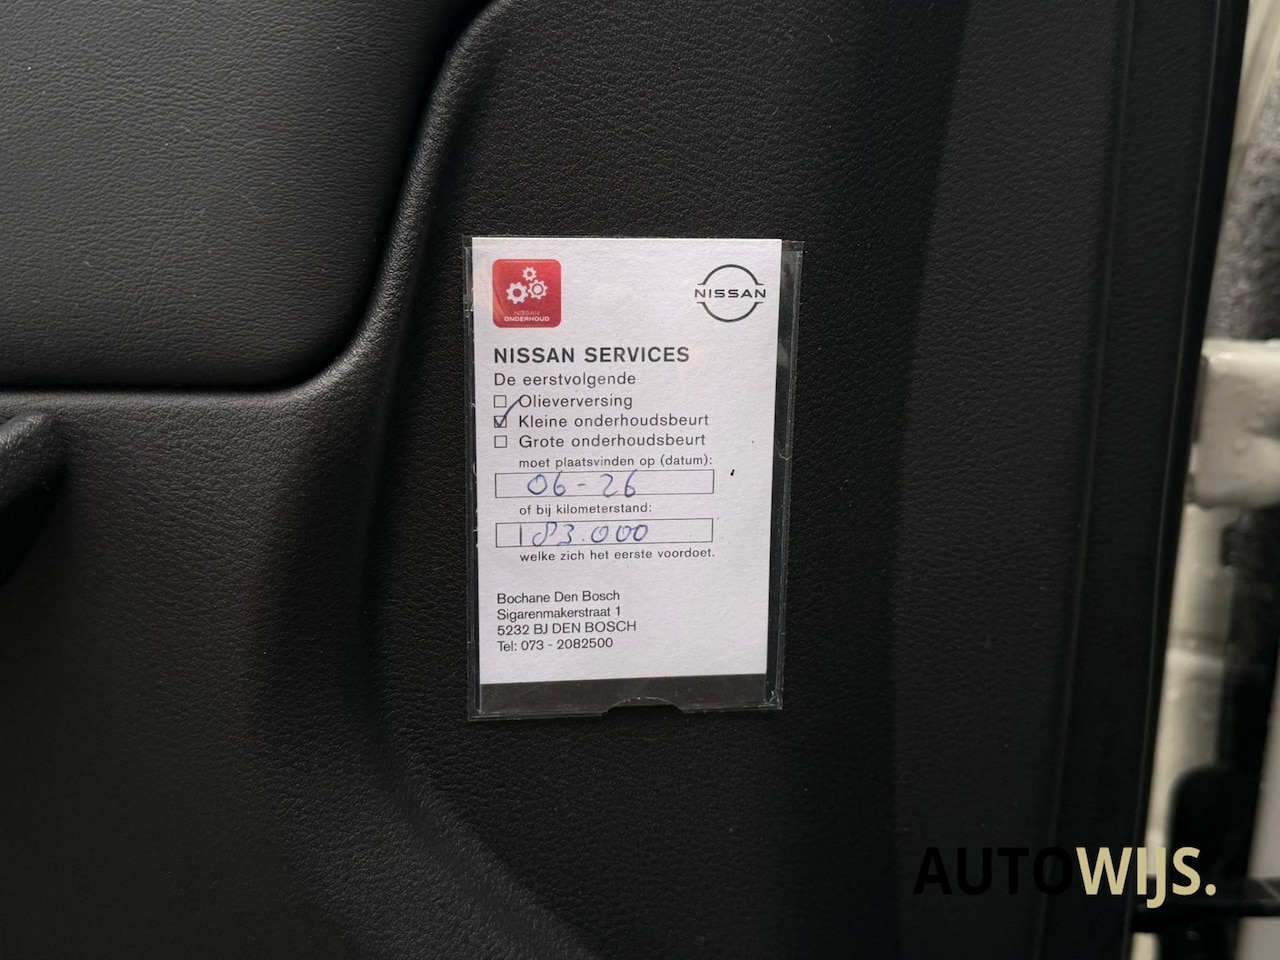 NISSAN
ONDERHOUD
NISSAN
NISSAN SERVICES
De eerstvolgende
Olieverversing
Kleine onderhoudsbeurt
Grote onderhoudsbeurt
moet plaatsvinden op (datum):
06-26
of bij kilometerstand:
183.000
welke zich het eerste voordoet.
Bochane Den Bosch
Sigarenmakerstraat 1
5232 BJ DEN BOSCH
Tel: 073 - 2082500
AUTOWIJS.